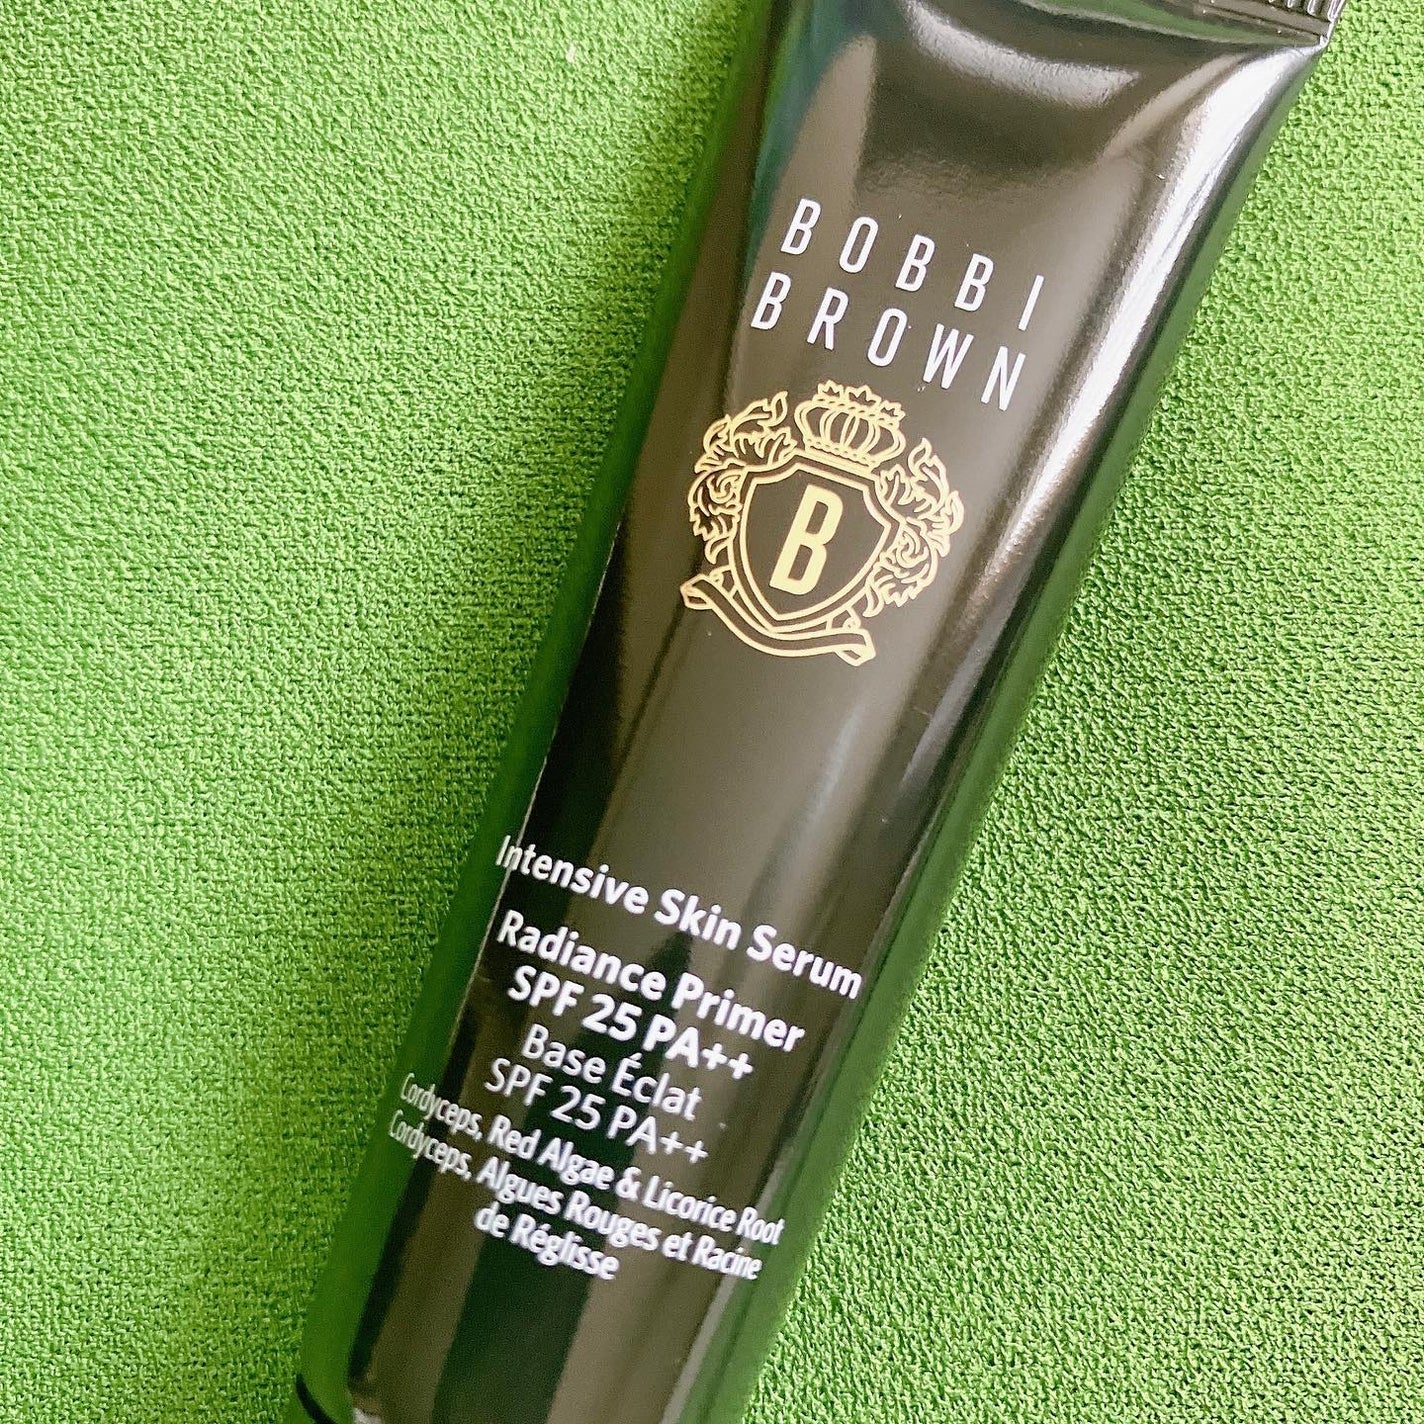 BOBBI
BROWN
B
Intensive Skin Serum
Radiance Primer
SPF 25 PA++
Base Éclat
SPF 25 PA++
Cordyceps, Red Algae & Licorice Root
Cordyceps, Algues Rouges et Racine
de Réglisse